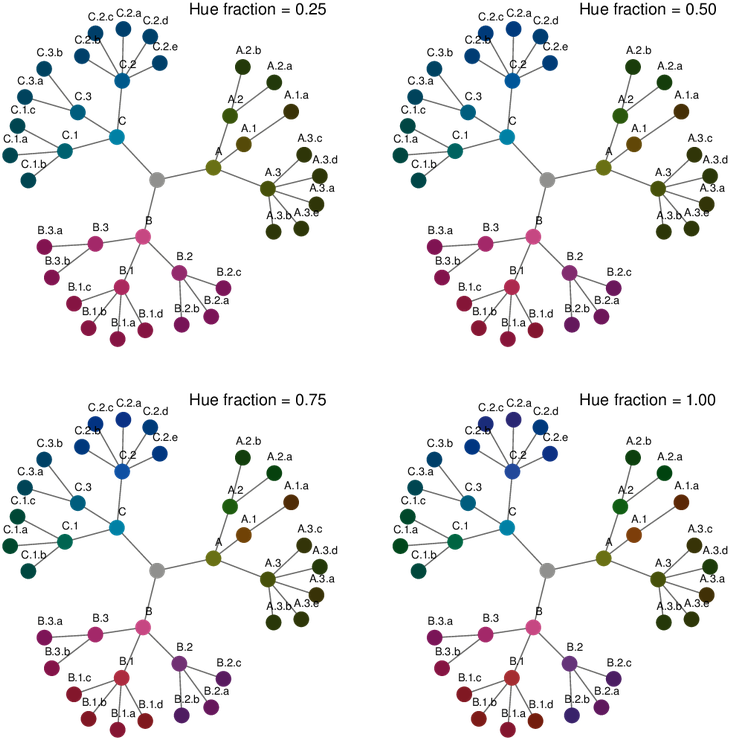 Hue fraction = 0.25
C.2.c
C.2.a
C.2.d
C.2.b
C.2.e
C.2
C.3.b
C.3.a
C.3
C.1.c
C.1.a
C.1
C.1.b
C
A.2.b
A.2.a
A.2
A.1.a
A.1
A
A.3.c
A.3.d
A.3
A.3.a
A.3.b
A.3.e
B
B.3.a
B.3
B.3.b
B.2
B.2.c
B.2.a
B.2.b
B.1
B.1.c
B.1.b
B.1.a
B.1.d
Hue fraction = 0.50
C.2.c
C.2.a
C.2.d
C.2.b
C.2.e
C.2
C.3.b
C.3.a
C.3
C.1.c
C.1.a
C.1
C.1.b
C
A.2.b
A.2.a
A.2
A.1.a
A.1
A
A.3.c
A.3.d
A.3
A.3.a
A.3.b
A.3.e
B
B.3.a
B.3
B.3.b
B.2
B.2.c
B.2.a
B.2.b
B.1
B.1.c
B.1.b
B.1.a
B.1.d
Hue fraction = 0.75
C.2.c
C.2.a
C.2.d
C.2.b
C.2.e
C.2
C.3.b
C.3.a
C.3
C.1.c
C.1.a
C.1
C.1.b
C
A.2.b
A.2.a
A.2
A.1.a
A.1
A
A.3.c
A.3.d
A.3
A.3.a
A.3.b
A.3.e
B
B.3.a
B.3
B.3.b
B.2
B.2.c
B.2.a
B.2.b
B.1
B.1.c
B.1.b
B.1.a
B.1.d
Hue fraction = 1.00
C.2.c
C.2.a
C.2.d
C.2.b
C.2.e
C.2
C.3.b
C.3.a
C.3
C.1.c
C.1.a
C.1
C.1.b
C
A.2.b
A.2.a
A.2
A.1.a
A.1
A
A.3.c
A.3.d
A.3
A.3.a
A.3.b
A.3.e
B
B.3.a
B.3
B.3.b
B.2
B.2.c
B.2.a
B.2.b
B.1
B.1.c
B.1.b
B.1.a
B.1.d